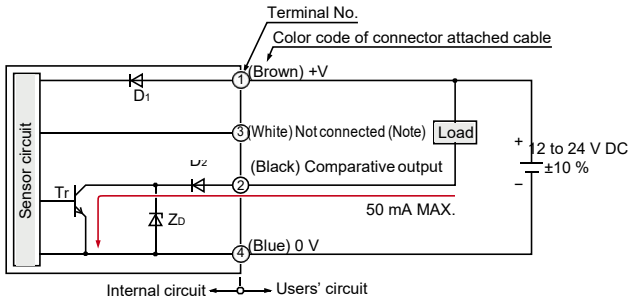 Terminal No.
Color code of connector attached cable
1 (Brown) +V
D1
3 (White) Not connected (Note)
Load
+ 12 to 24 V DC
±10 %
−
Sensor circuit
D2
2 (Black) Comparative output
Tr
50 mA MAX.
ZD
4 (Blue) 0 V
Internal circuit
Users' circuit